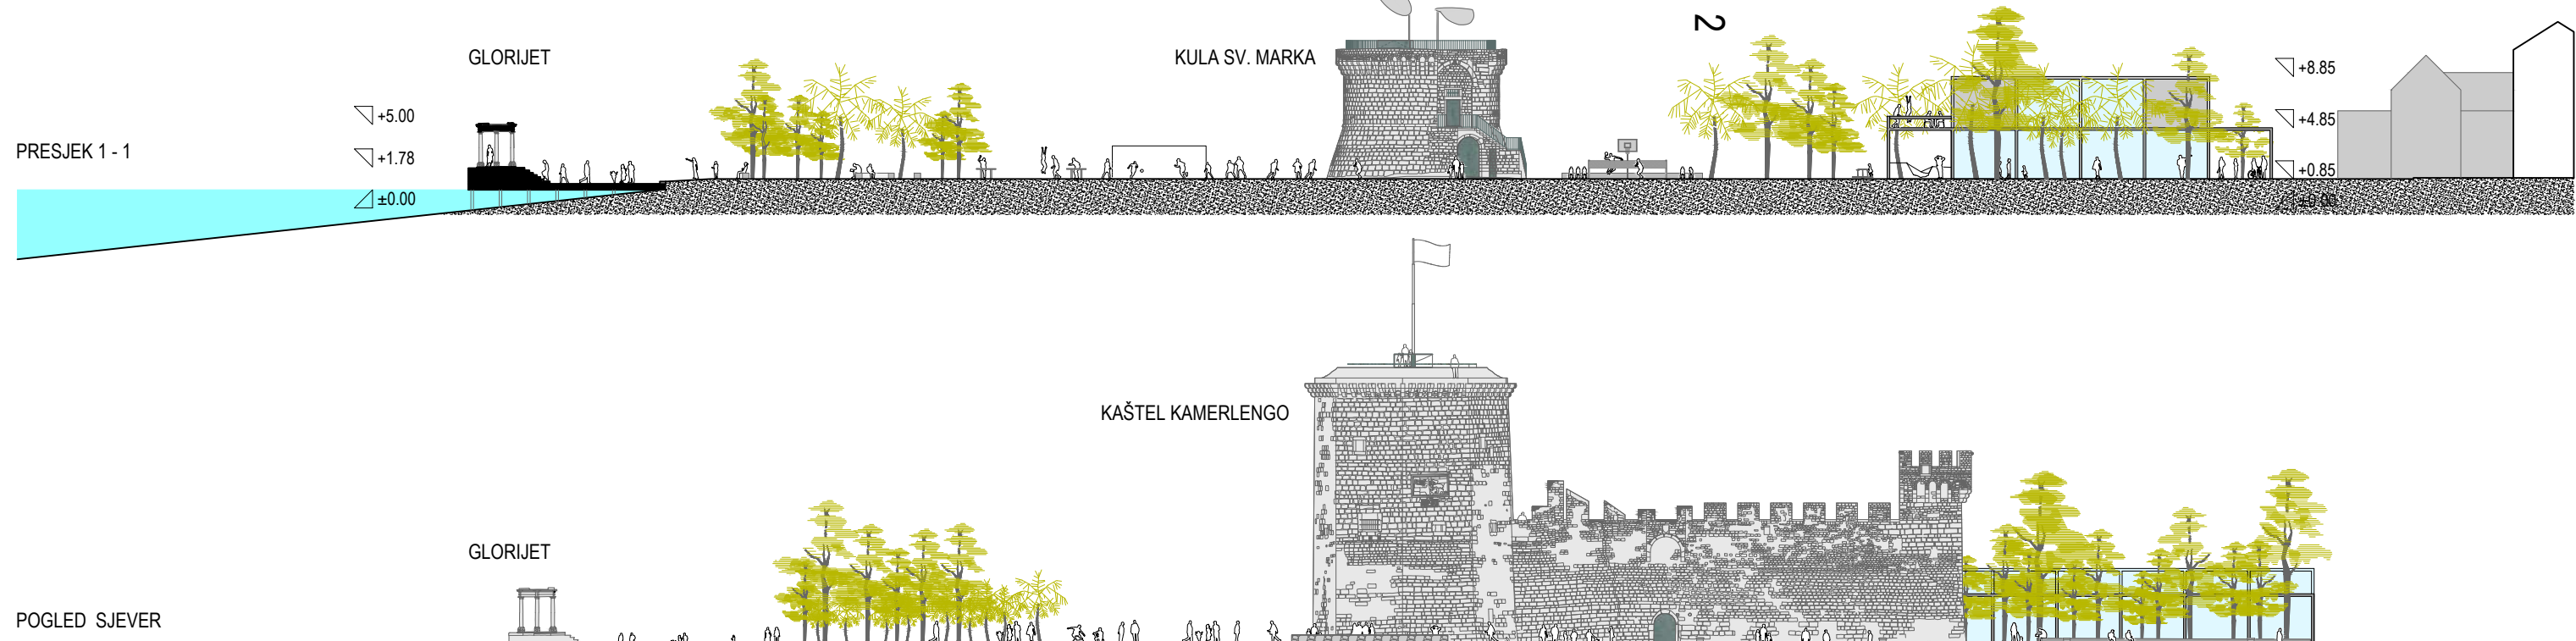 2
GLORIJET
KULA SV. MARKA
+8.85
+5.00
+4.85
PRESJEK 1 - 1
+1.78
+0.85
±0.00
±0.00
KAŠTEL KAMERLENGO
GLORIJET
POGLED SJEVER